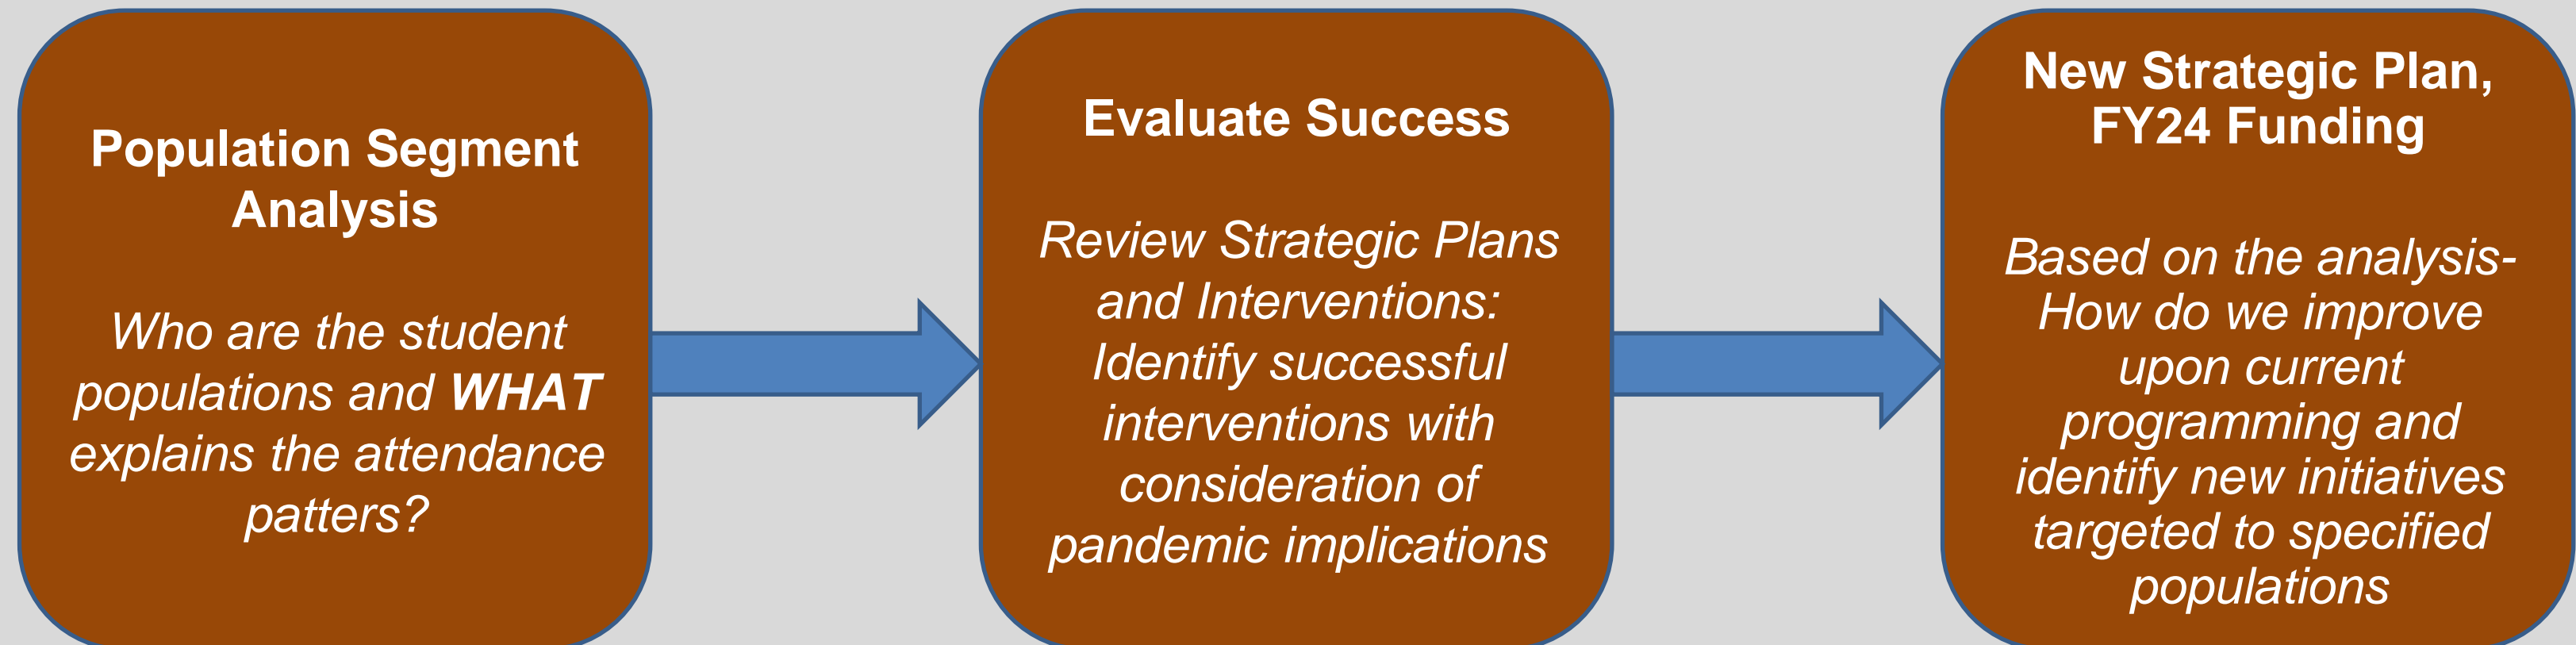 Population Segment
Analysis
Who are the student
populations and WHAT
explains the attendance
patters?
Evaluate Success
Review Strategic Plans
and Interventions:
Identify successful
interventions with
consideration of
pandemic implications
New Strategic Plan,
FY24 Funding
Based on the analysis-
How do we improve
upon current
programming and
identify new initiatives
targeted to specified
populations